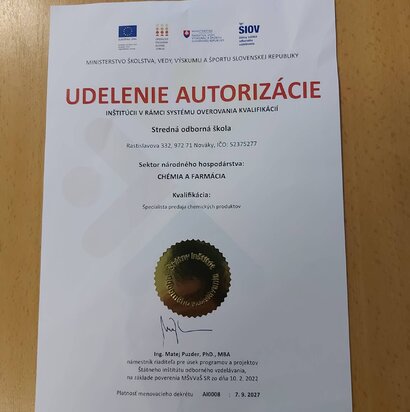 ŠIOV
MINISTERSTVO ŠKOLSTVA, VEDY, VÝSKUMU A ŠPORTU SLOVENSKEJ REPUBLIKY
UDELENIE AUTORIZÁCIE
INŠTITÚCII V RÁMCI SYSTÉMU OVEROVANIA KVALIFIKÁCIÍ
Stredná odborná škola
Rastislavova 332, 972 71 Nováky, IČO: 52375277
Sektor národného hospodárstva:
CHÉMIA A FARMÁCIA
Kvalifikácia:
Špecialista predaja chemických produktov
Ing. Matej Puzder, PhD., MBA
námestník riaditeľa pre úsek programov a projektov
Štátneho inštitútu odborného vzdelávania,
na základe poverenia MŠVVaŠ SR zo dňa 10. 2. 2022
Platnosť menovacieho dekrétu AI0008 : 7. 9. 2027